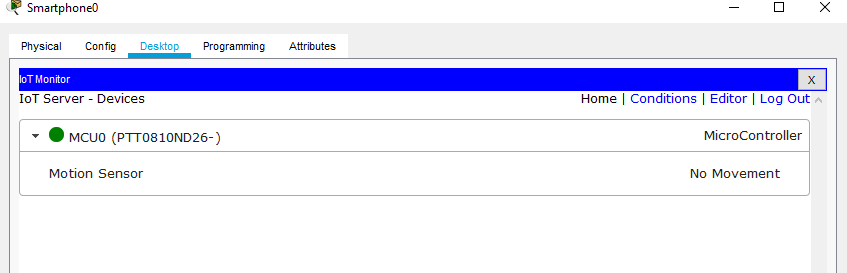 Smartphone0
Physical Config Desktop Programming Attributes
IoT Monitor X
IoT Server - Devices Home | Conditions | Editor | Log Out
MCU0 (PTT0810ND26-) MicroController
Motion Sensor No Movement